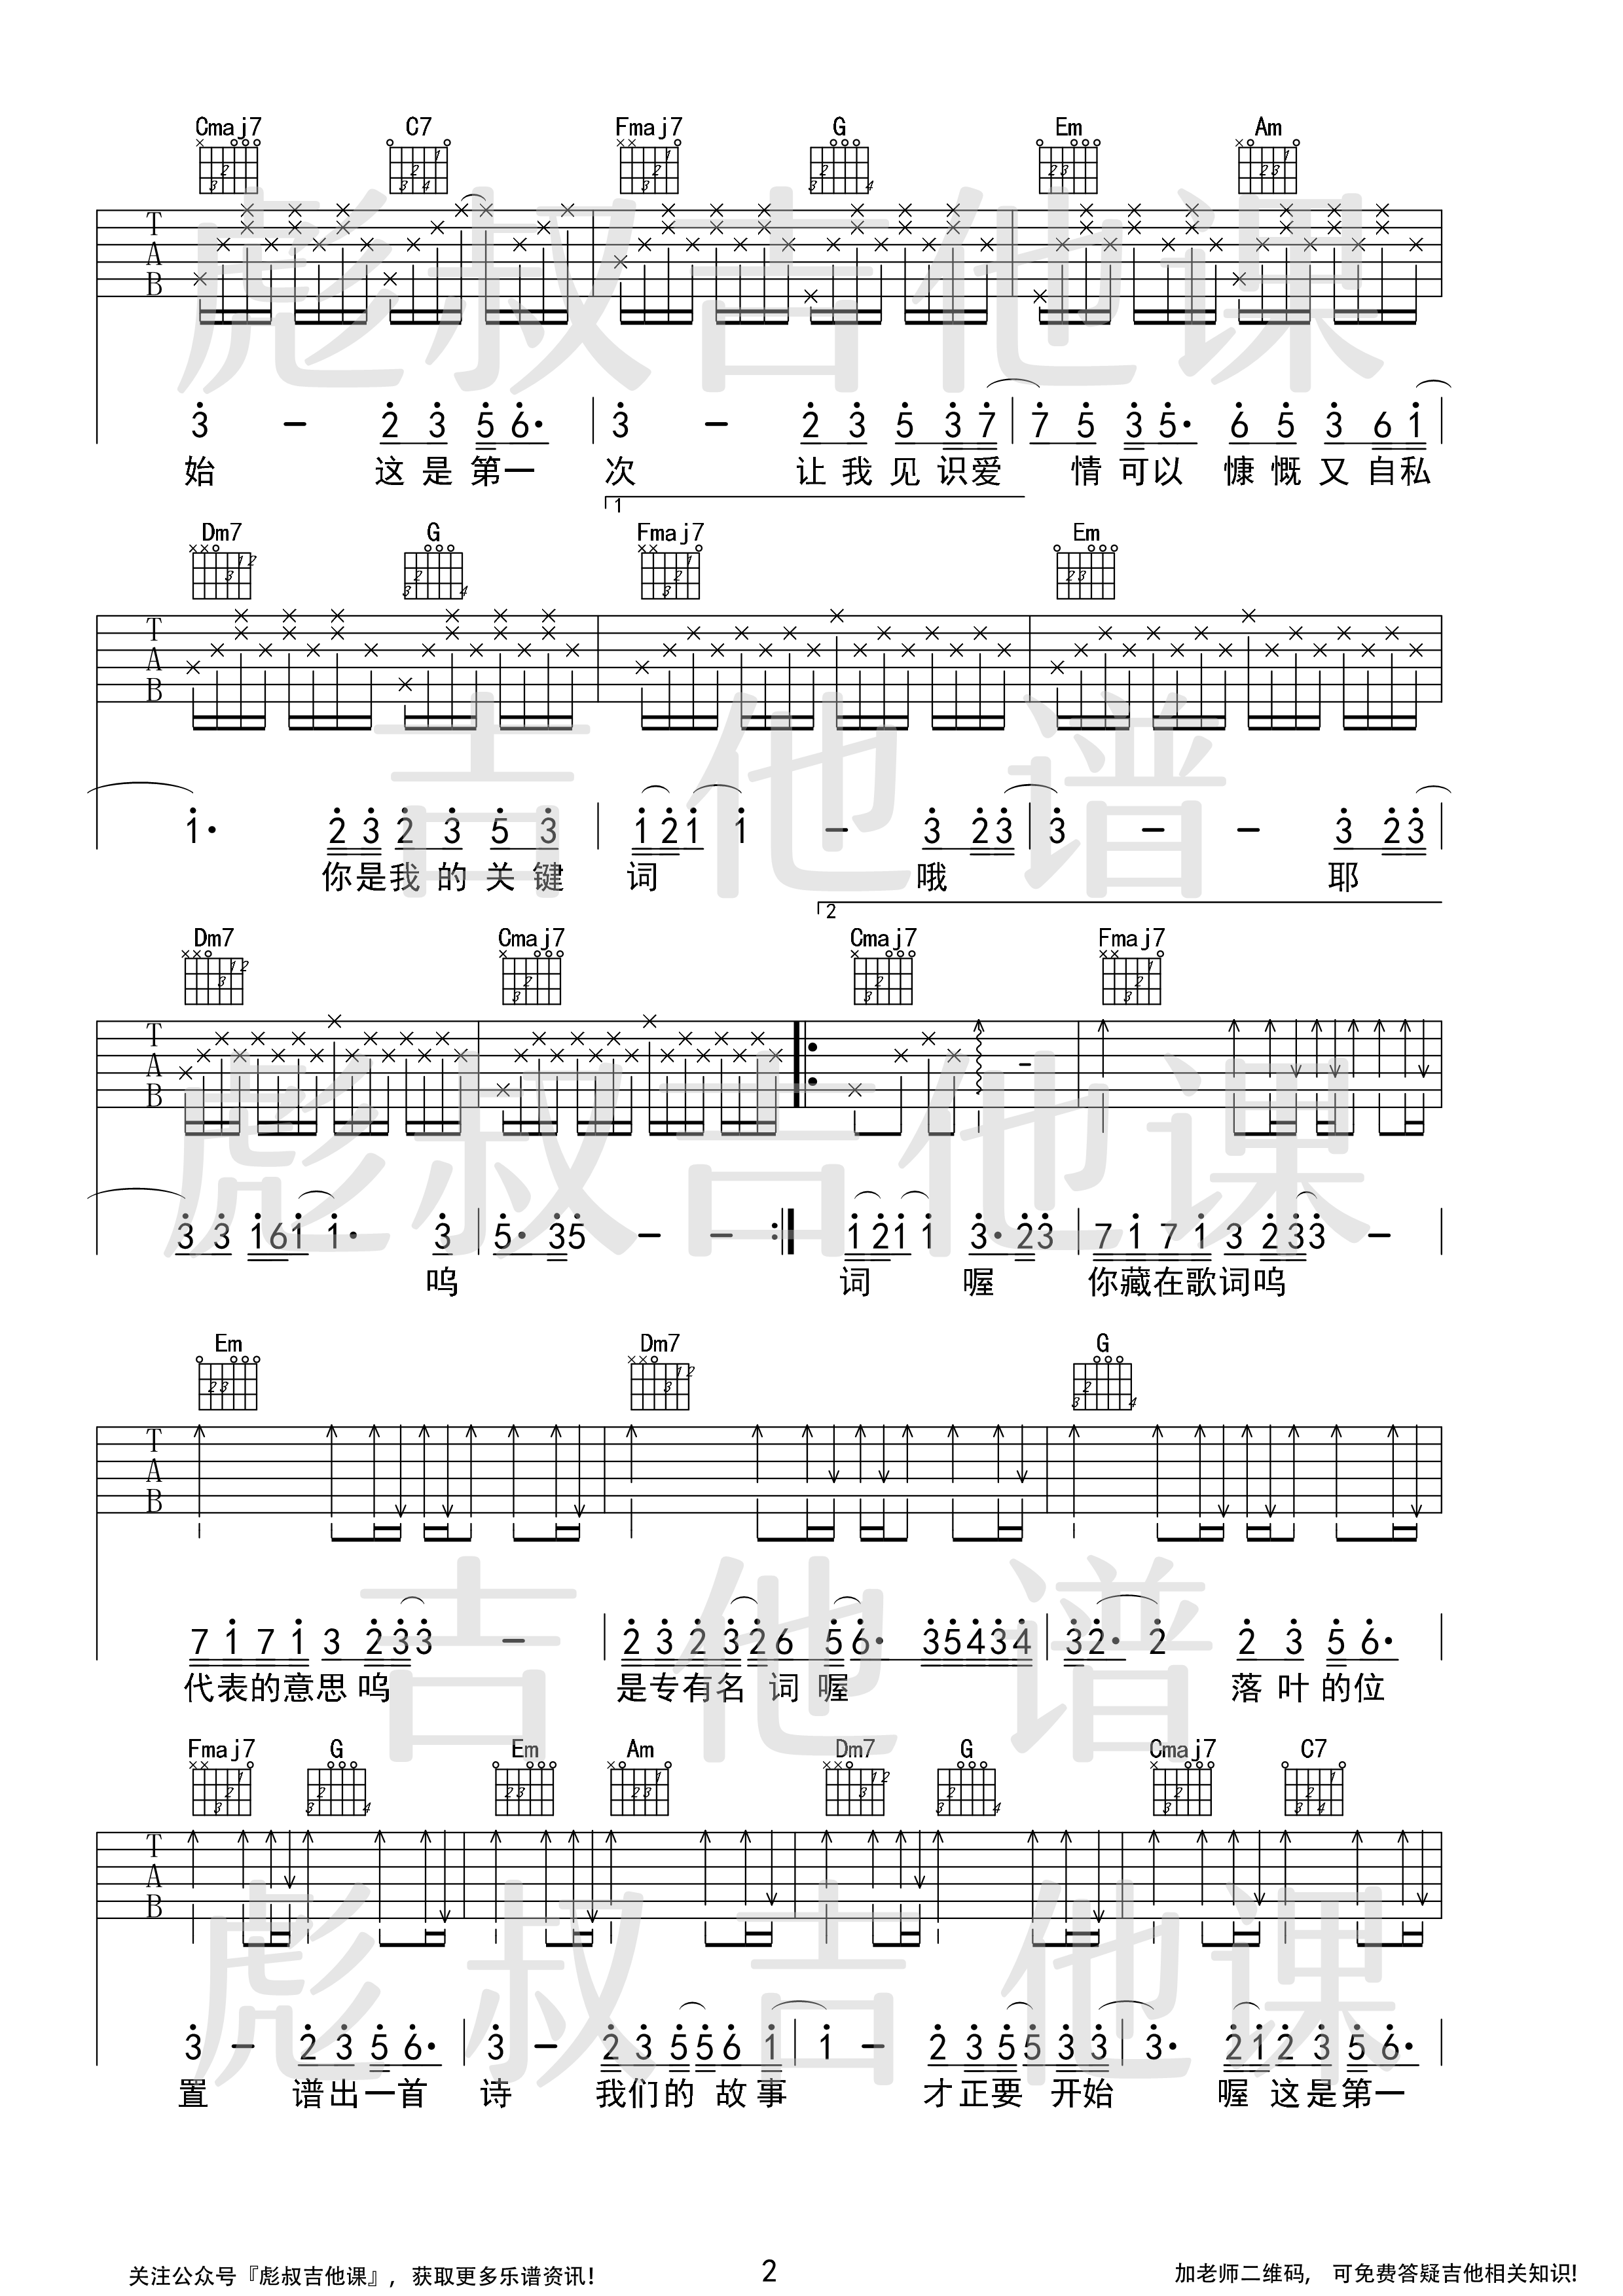 Cmaj7 C7 Fmaj7 G Em Am
T
A
B
3 – 2 3 5 6· 3 – 2 3 5 3 7 7 5 3 5· 6 5 3 6 1
始 这 是 第一 次 让 我 见 识爱 情 可以 慷 慨 又 自私
1
Dm7 G Fmaj7 Em
T
A
B
1· 2 3 2 3 5 3 1 2 1 1 – 3 2 3 3 – – 3 2 3
你是我 的 关 键 词 哦 耶
2
Dm7 Cmaj7 Cmaj7 Fmaj7
T
A
B
3 3 1 6 1 1· 3 5· 3 5 – – 1 2 1 1 3· 2 3 7 1 7 1 3 2 3 3 –
呜 词 喔 你藏在歌词呜
Em Dm7 G
T
A
B
7 1 7 1 3 2 3 3 – 2 3 2 3 2 6 5 6· 3 5 4 3 4 3 2· 2 2 3 5 6·
代表的意思 呜 是专有名 词 喔 落 叶 的位
Fmaj7 G Em Am Dm7 G Cmaj7 C7
T
A
B
3 – 2 3 5 6· 3 – 2 3 5 5 6 1 1 – 2 3 5 5 3 3 3· 2 1 2 3 5 6·
置 谱出一首 诗 我们的 故事 才正要 开始 喔 这是第一
彪叔吉他课
吉他谱
彪叔吉他课
吉他谱
彪叔吉他课
关注公众号『彪叔吉他课』，获取更多乐谱资讯！ 2 加老师二维码， 可免费答疑吉他相关知识！